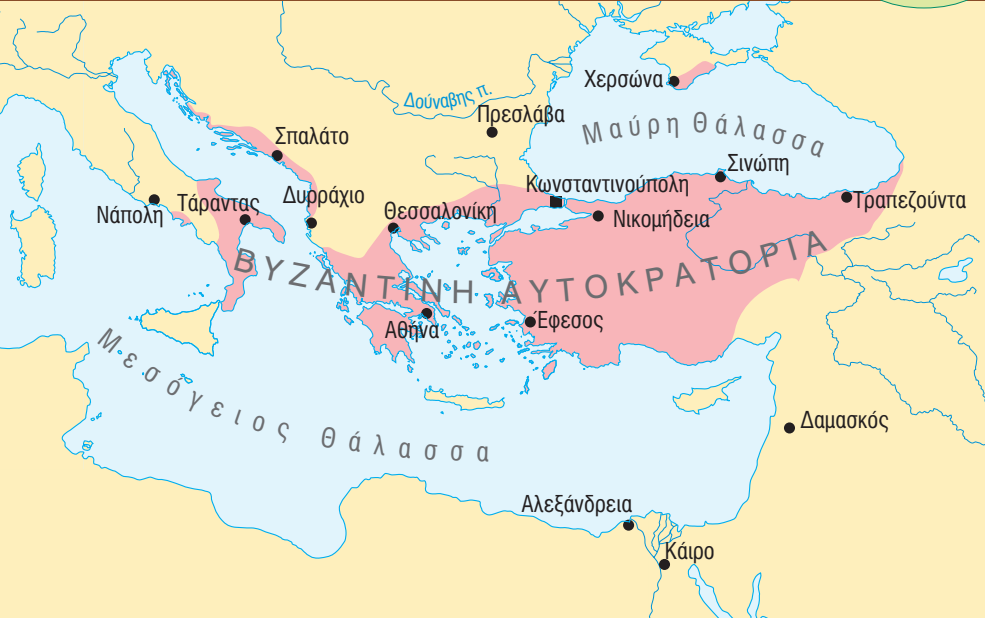 Χερσώνα
Δούναβης π.
Πρεσλάβα
Μαύρη Θάλασσα
Σπαλάτο
Σινώπη
Κωνσταντινούπολη
Νάπολη
Τάραντας
Δυρράχιο
Θεσσαλονίκη
Νικομήδεια
Τραπεζούντα
ΒΥΖΑΝΤΙΝΗ ΑΥΤΟΚΡΑΤΟΡΙΑ
Αθήνα
Έφεσος
Μεσόγειος Θάλασσα
Δαμασκός
Αλεξάνδρεια
Κάιρο